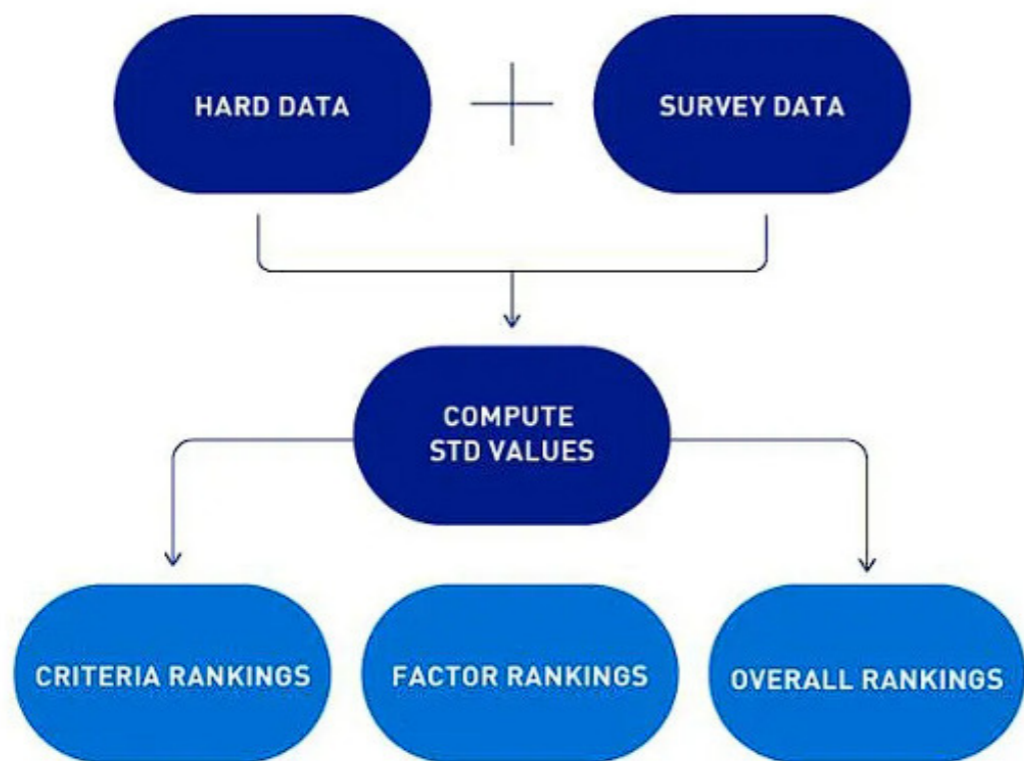 HARD DATA
SURVEY DATA
COMPUTE
STD VALUES
CRITERIA RANKINGS
FACTOR RANKINGS
OVERALL RANKINGS